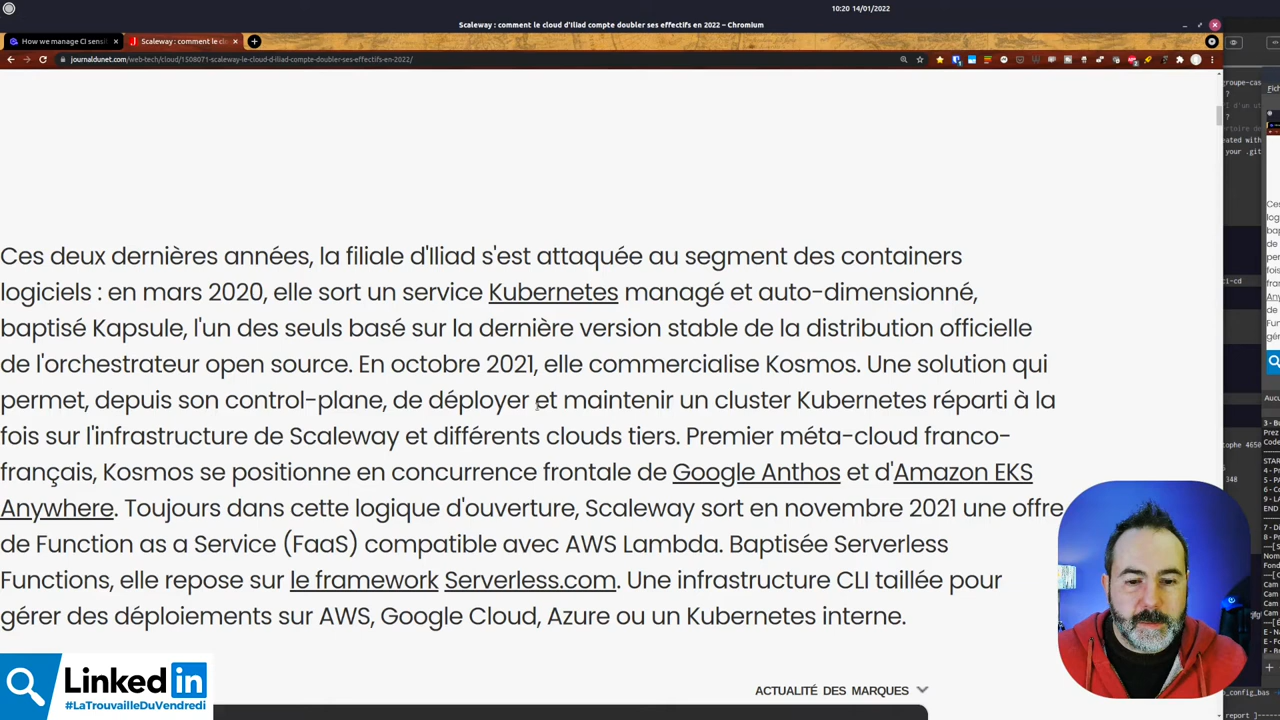 10:20 14/01/2022
Scaleway : comment le cloud d'Iliad compte doubler ses effectifs en 2022 – Chromium
How we manage CI sensit
Scaleway : comment le clo
journaldunet.com/web-tech/cloud/1508071-scaleway-le-cloud-d-iliad-compte-doubler-ses-effectifs-en-2022/
Ces deux dernières années, la filiale d'Iliad s'est attaquée au segment des containers
logiciels : en mars 2020, elle sort un service Kubernetes managé et auto-dimensionné,
baptisé Kapsule, l'un des seuls basé sur la dernière version stable de la distribution officielle
de l'orchestrateur open source. En octobre 2021, elle commercialise Kosmos. Une solution qui
permet, depuis son control-plane, de déployer et maintenir un cluster Kubernetes réparti à la
fois sur l'infrastructure de Scaleway et différents clouds tiers. Premier méta-cloud franco-
français, Kosmos se positionne en concurrence frontale de Google Anthos et d'Amazon EKS
Anywhere. Toujours dans cette logique d'ouverture, Scaleway sort en novembre 2021 une offre
de Function as a Service (FaaS) compatible avec AWS Lambda. Baptisée Serverless
Functions, elle repose sur le framework Serverless.com. Une infrastructure CLI taillée pour
gérer des déploiements sur AWS, Google Cloud, Azure ou un Kubernetes interne.
ACTUALITÉ DES MARQUES
Linked in
#LaTrouvailleDuVendredi